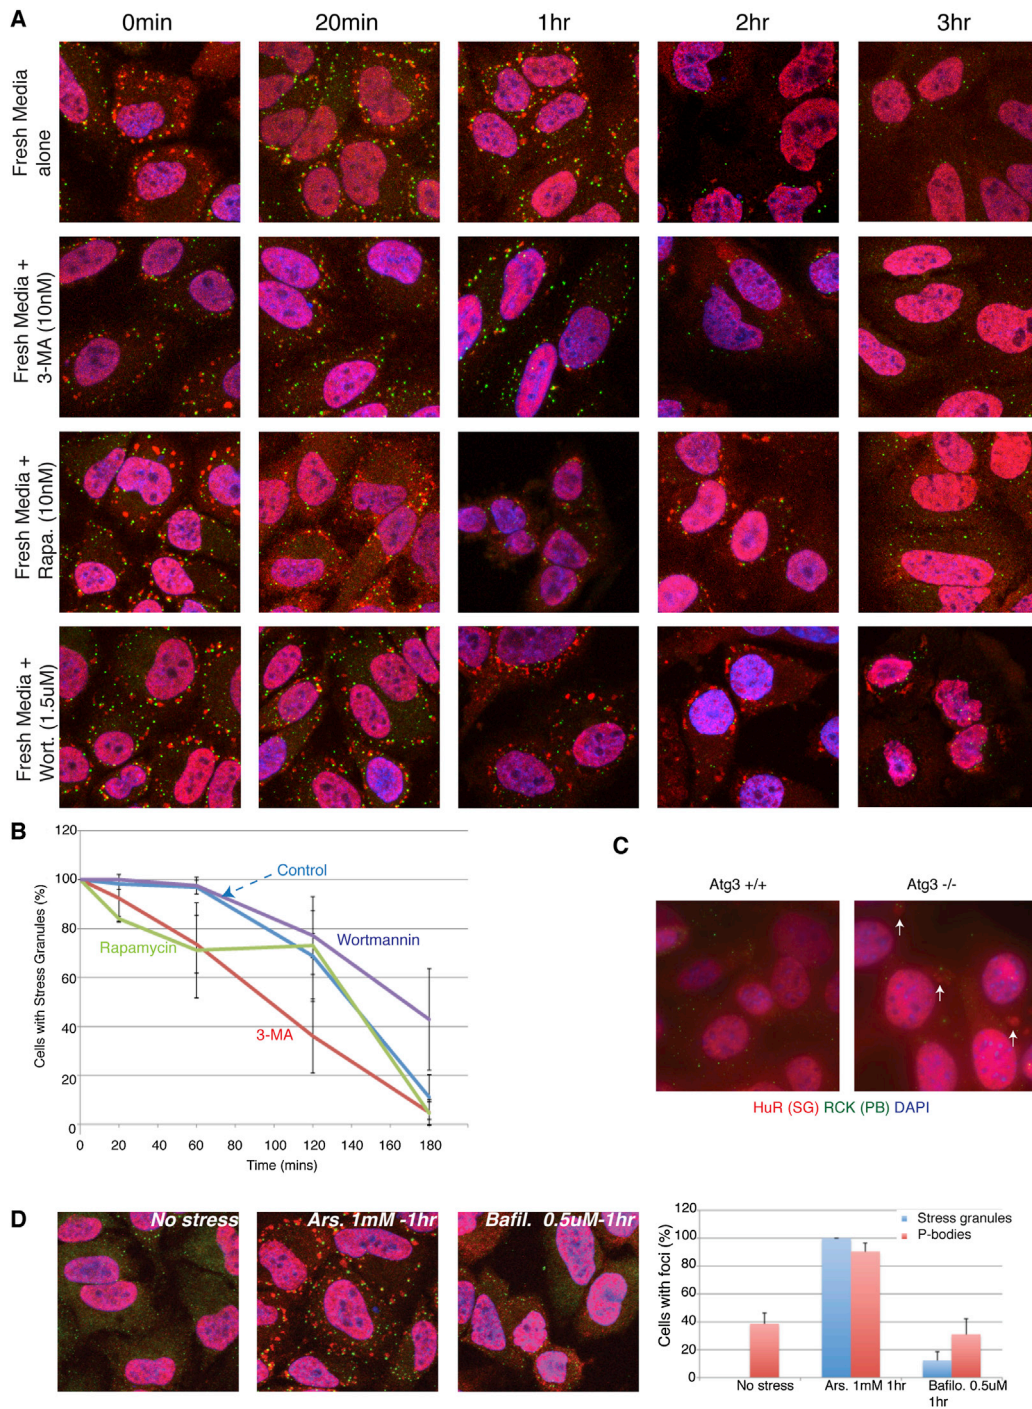 A
0min 20min 1hr 2hr 3hr
Fresh Media
alone
Fresh Media +
3-MA (10nM)
Fresh Media +
Rapa. (10nM)
Fresh Media +
Wort. (1.5uM)
B
120
100
80
60
40
20
0
0 20 40 60 80 100 120 140 160 180
Cells with Stress Granules (%)
Time (mins)
Control
Wortmannin
Rapamycin
3-MA
C
Atg3 +/+ Atg3 -/-
HuR (SG) RCK (PB) DAPI
D
No stress Ars. 1mM -1hr Bafil. 0.5uM-1hr
120
100
80
60
40
20
0
Cells with foci (%)
Stress granules
P-bodies
No stress Ars. 1mM 1hr Bafilo. 0.5uM
1hr